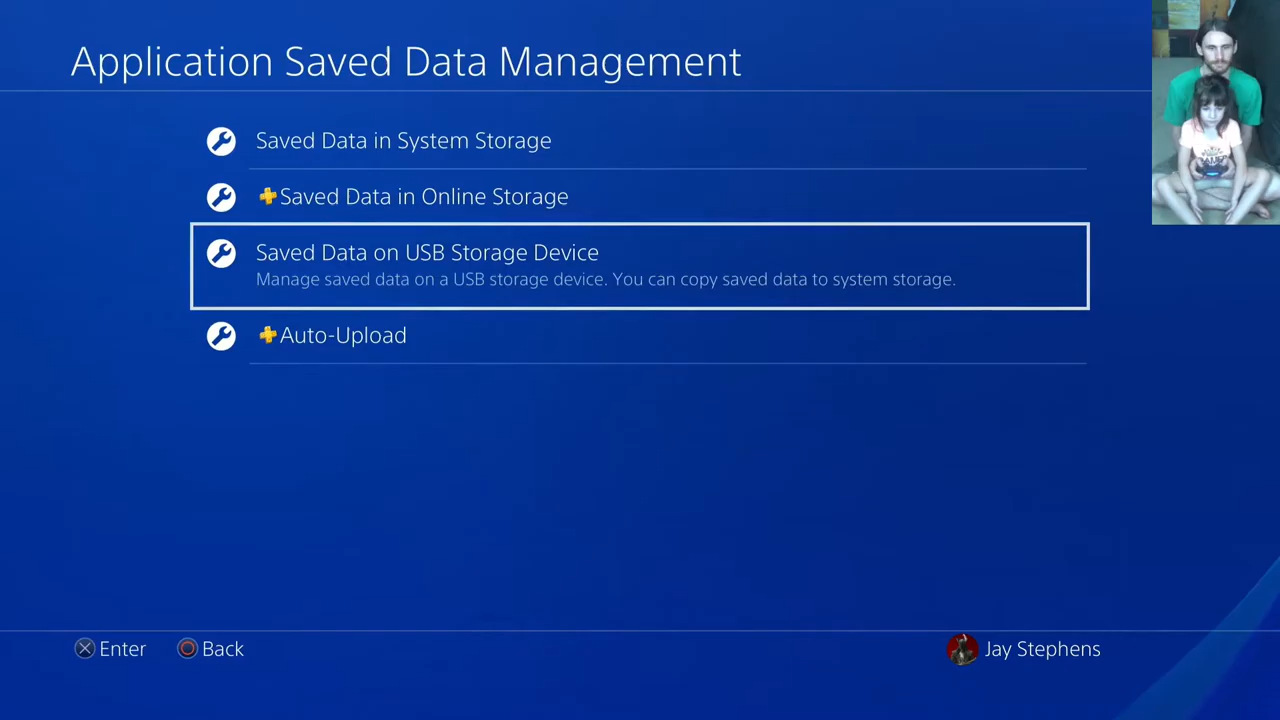 Application Saved Data Management
Saved Data in System Storage
Saved Data in Online Storage
Saved Data on USB Storage Device
Manage saved data on a USB storage device. You can copy saved data to system storage.
Auto-Upload
Enter
Back
Jay Stephens